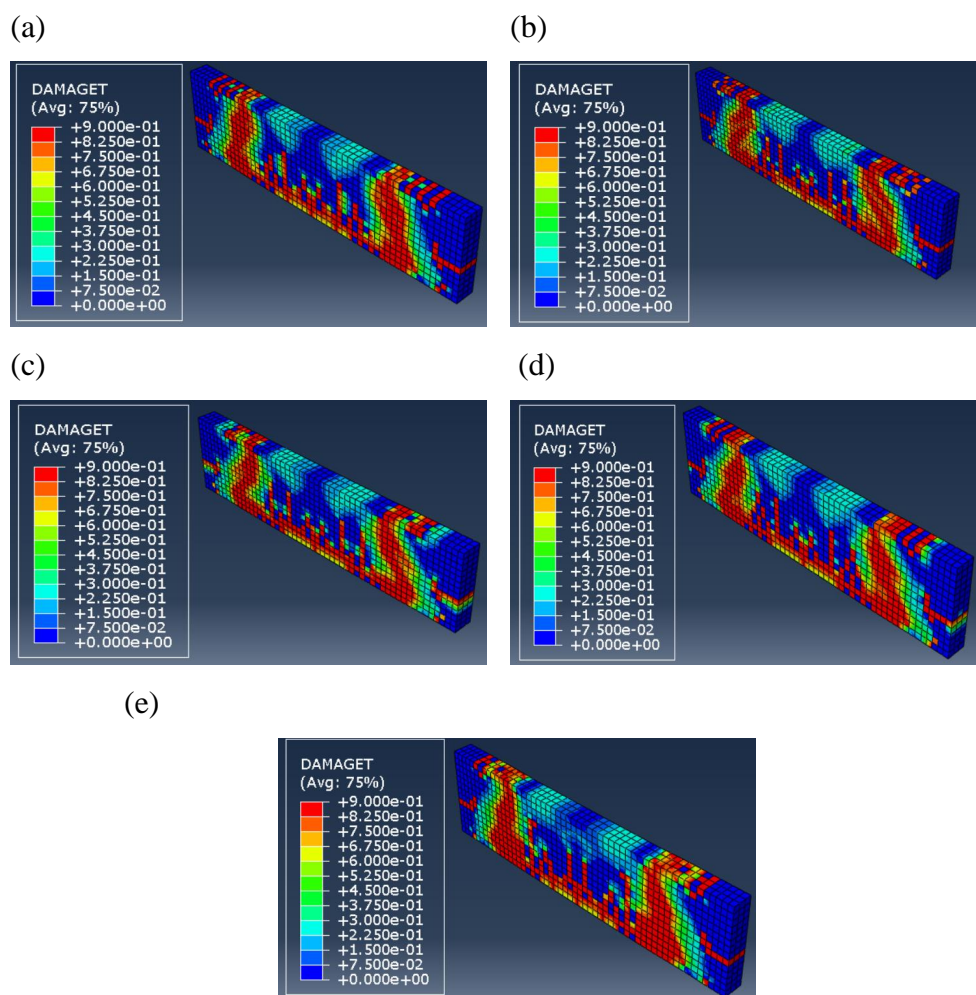 (a)
DAMAGET
(Avg: 75%)
+9.000e-01
+8.250e-01
+7.500e-01
+6.750e-01
+6.000e-01
+5.250e-01
+4.500e-01
+3.750e-01
+3.000e-01
+2.250e-01
+1.500e-01
+7.500e-02
+0.000e+00
(b)
DAMAGET
(Avg: 75%)
+9.000e-01
+8.250e-01
+7.500e-01
+6.750e-01
+6.000e-01
+5.250e-01
+4.500e-01
+3.750e-01
+3.000e-01
+2.250e-01
+1.500e-01
+7.500e-02
+0.000e+00
(c)
DAMAGET
(Avg: 75%)
+9.000e-01
+8.250e-01
+7.500e-01
+6.750e-01
+6.000e-01
+5.250e-01
+4.500e-01
+3.750e-01
+3.000e-01
+2.250e-01
+1.500e-01
+7.500e-02
+0.000e+00
(d)
DAMAGET
(Avg: 75%)
+9.000e-01
+8.250e-01
+7.500e-01
+6.750e-01
+6.000e-01
+5.250e-01
+4.500e-01
+3.750e-01
+3.000e-01
+2.250e-01
+1.500e-01
+7.500e-02
+0.000e+00
(e)
DAMAGET
(Avg: 75%)
+9.000e-01
+8.250e-01
+7.500e-01
+6.750e-01
+6.000e-01
+5.250e-01
+4.500e-01
+3.750e-01
+3.000e-01
+2.250e-01
+1.500e-01
+7.500e-02
+0.000e+00